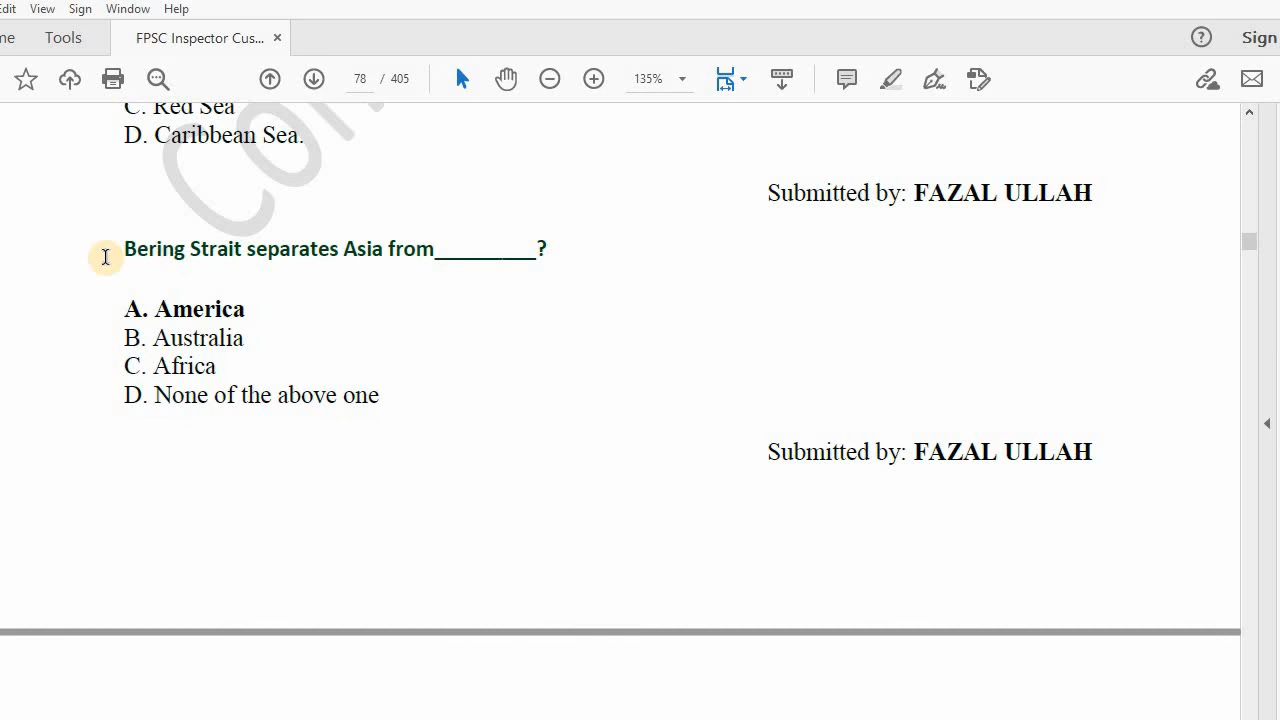 Edit View Sign Window Help
me Tools FPSC Inspector Cus... × ? Sign
78 / 405 135%
C. Red Sea
D. Caribbean Sea.
Submitted by: FAZAL ULLAH
Bering Strait separates Asia from_________?
A. America
B. Australia
C. Africa
D. None of the above one
Submitted by: FAZAL ULLAH
Con